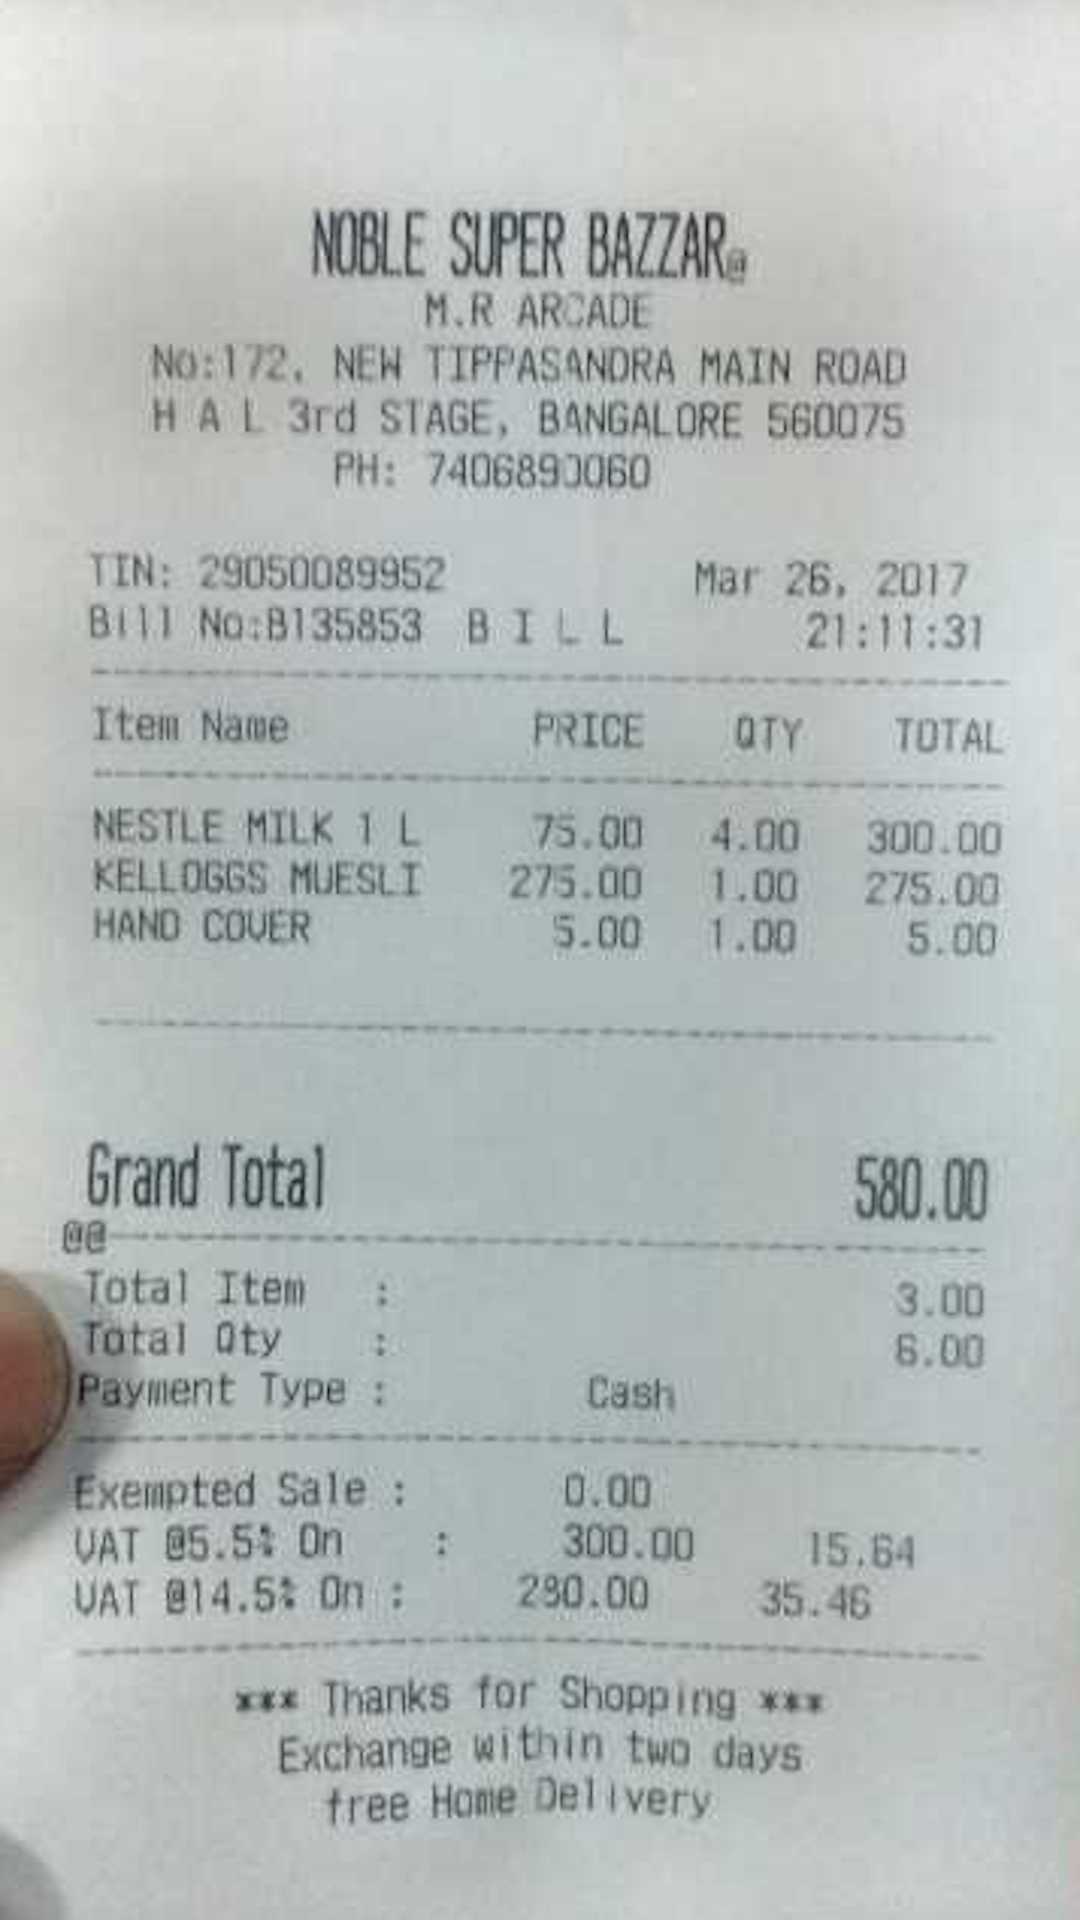 NOBLE SUPER BAZZAR@
M.R ARCADE
No:172, NEW TIPPASANDRA MAIN ROAD
H A L 3rd STAGE, BANGALORE 560075
PH: 7406890060
TIN: 29050089952 Mar 26, 2017
Bill No:B135853 B I L L 21:11:31
Item Name PRICE QTY TOTAL
NESTLE MILK 1 L 75.00 4.00 300.00
KELLOGGS MUESLI 275.00 1.00 275.00
HAND COVER 5.00 1.00 5.00
Grand Total 580.00
@@
Total Item : 3.00
Total Qty : 6.00
Payment Type : Cash
Exempted Sale : 0.00
VAT @5.5% On : 300.00 15.64
VAT @14.5% On : 280.00 35.46
*** Thanks for Shopping ***
Exchange within two days
free Home Delivery